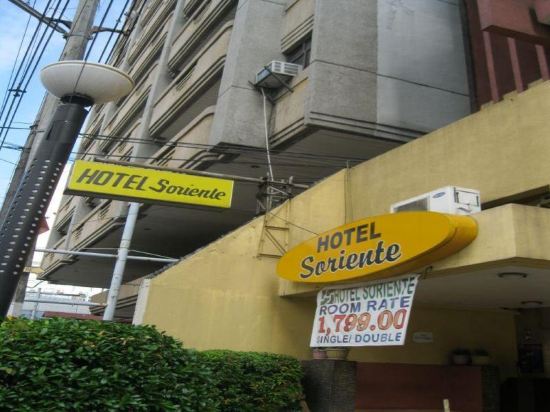 HOTEL Soriente
HOTEL
Soriente
HOTEL SORIENTE
ROOM RATE
1,799.00
SINGLE/ DOUBLE